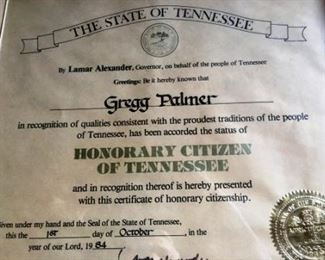 THE STATE OF TENNESSEE
By Lamar Alexander, Governor, on behalf of the people of Tennessee
Greetings: Be it hereby known that
Gregg Palmer
in recognition of qualities consistent with the proudest traditions of the people
of Tennessee, has been accorded the status of
HONORARY CITIZEN
OF TENNESSEE
and in recognition thereof is hereby presented
with this certificate of honorary citizenship.
Given under my hand and the Seal of the State of Tennessee,
this the 1st day of October, in the
year of our Lord, 1984